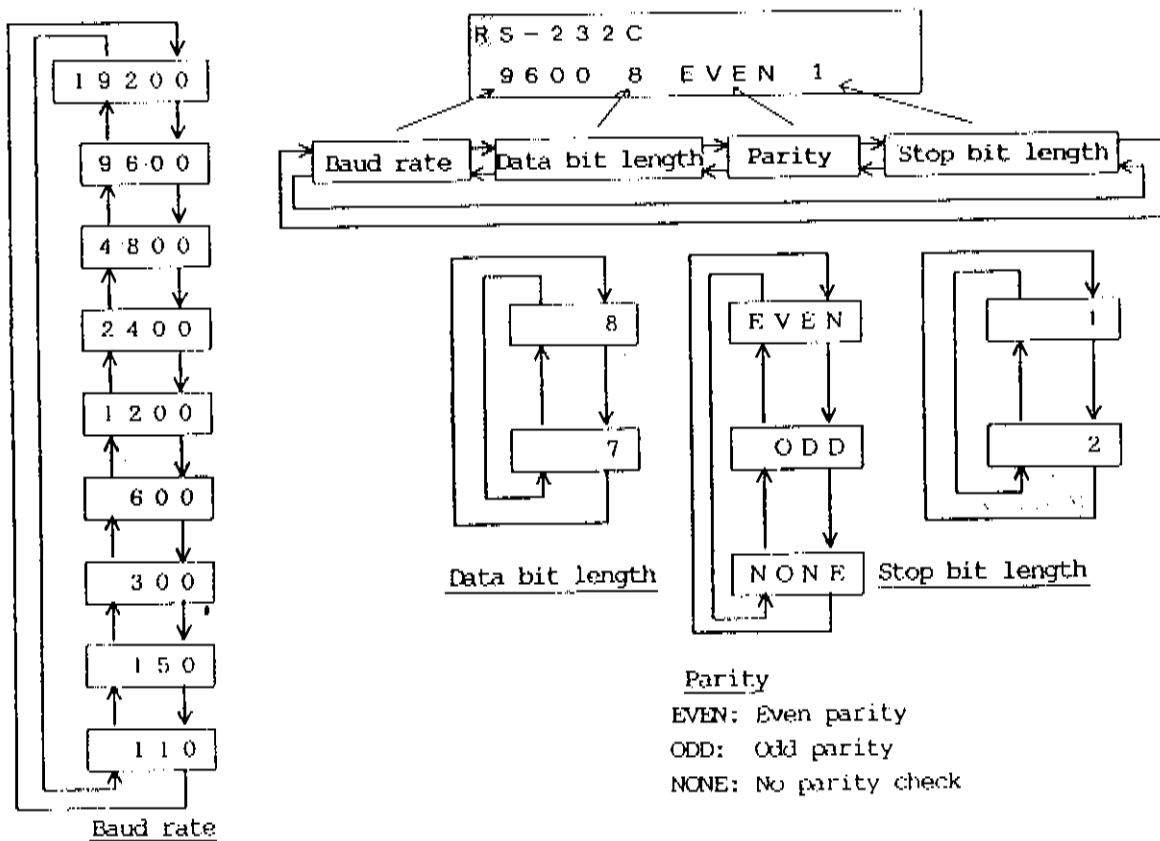 RS-232C
9600 8 EVEN 1
Baud rate
Data bit length
Parity
Stop bit length
19200
9600
4800
2400
1200
600
300
150
110
Baud rate
8
7
Data bit length
EVEN
ODD
NONE
Parity
EVEN: Even parity
ODD: Odd parity
NONE: No parity check
1
2
Stop bit length